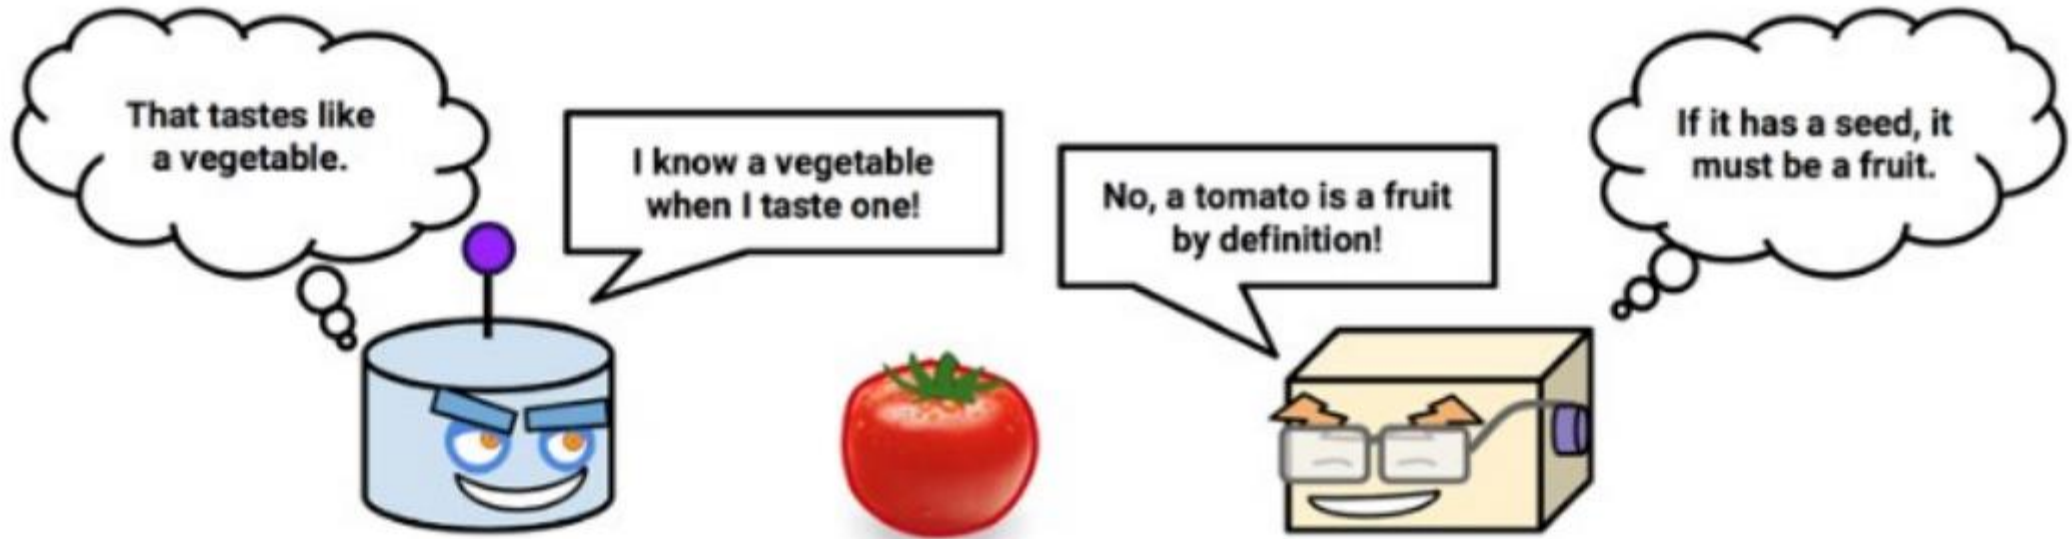 That tastes like
a vegetable.
I know a vegetable
when I taste one!
No, a tomato is a fruit
by definition!
If it has a seed, it
must be a fruit.